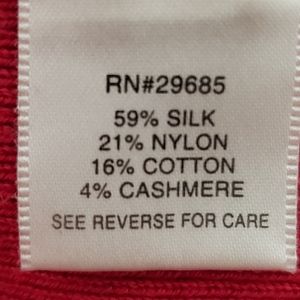 RN#29685
59% SILK
21% NYLON
16% COTTON
4% CASHMERE
SEE REVERSE FOR CARE